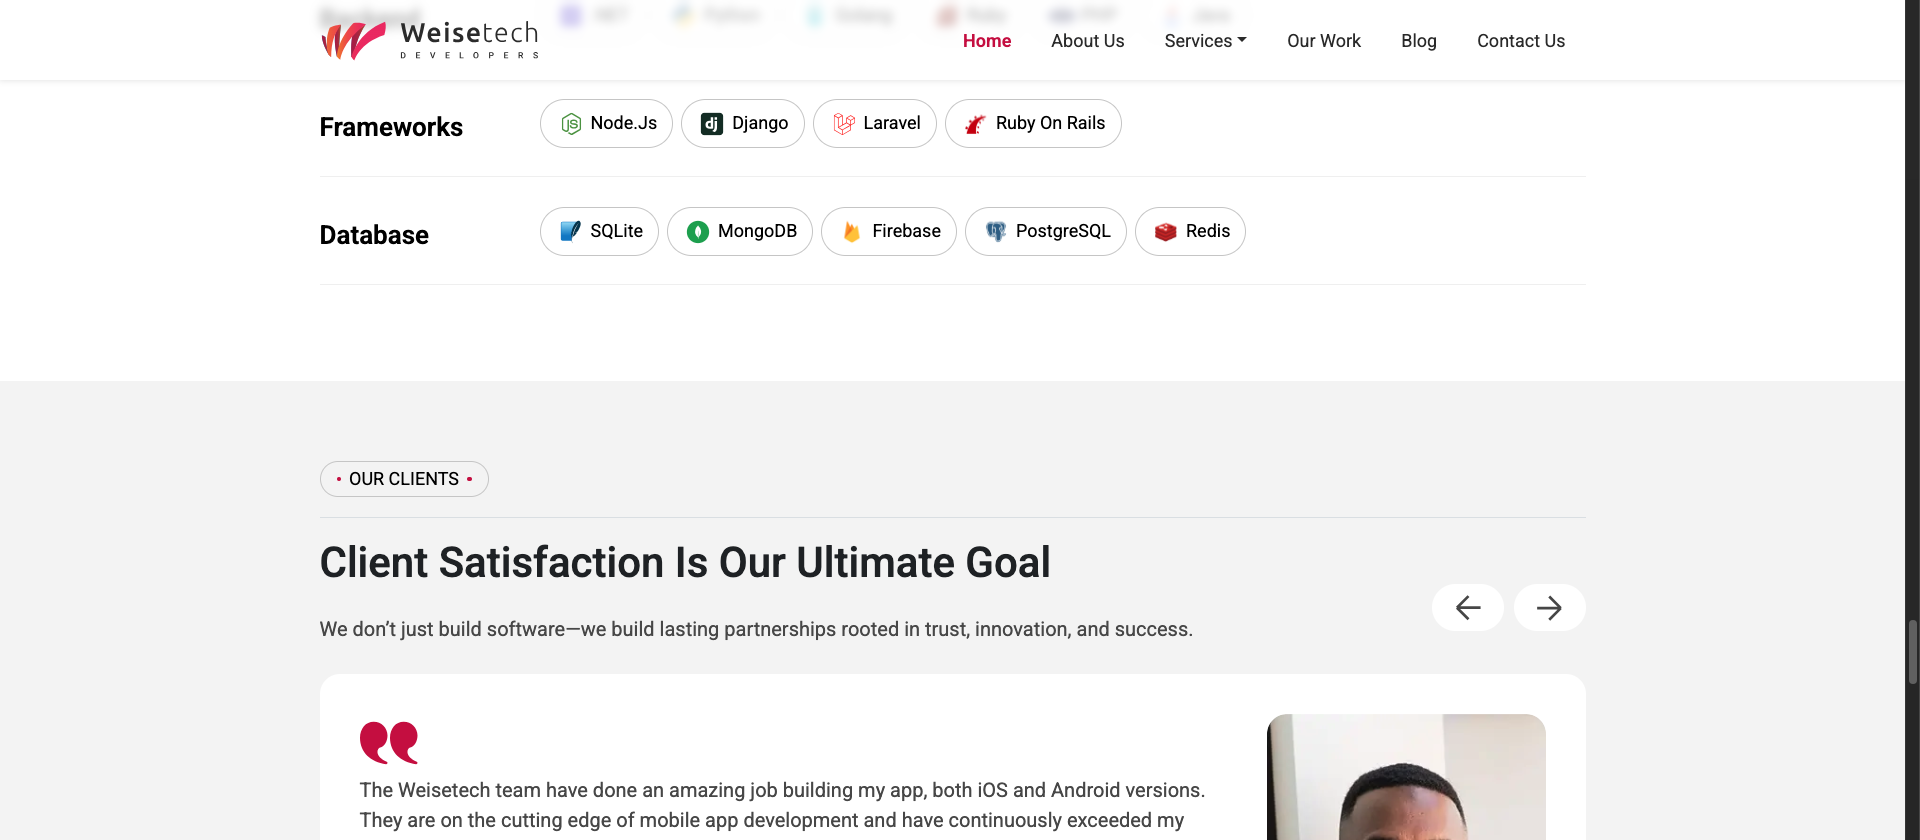 Weisetech
DEVELOPERS
Home
About Us
Services
Our Work
Blog
Contact Us
Frameworks
Node.Js
Django
Laravel
Ruby On Rails
Database
SQLite
MongoDB
Firebase
PostgreSQL
Redis
• OUR CLIENTS •
Client Satisfaction Is Our Ultimate Goal
We don’t just build software—we build lasting partnerships rooted in trust, innovation, and success.
The Weisetech team have done an amazing job building my app, both iOS and Android versions.
They are on the cutting edge of mobile app development and have continuously exceeded my